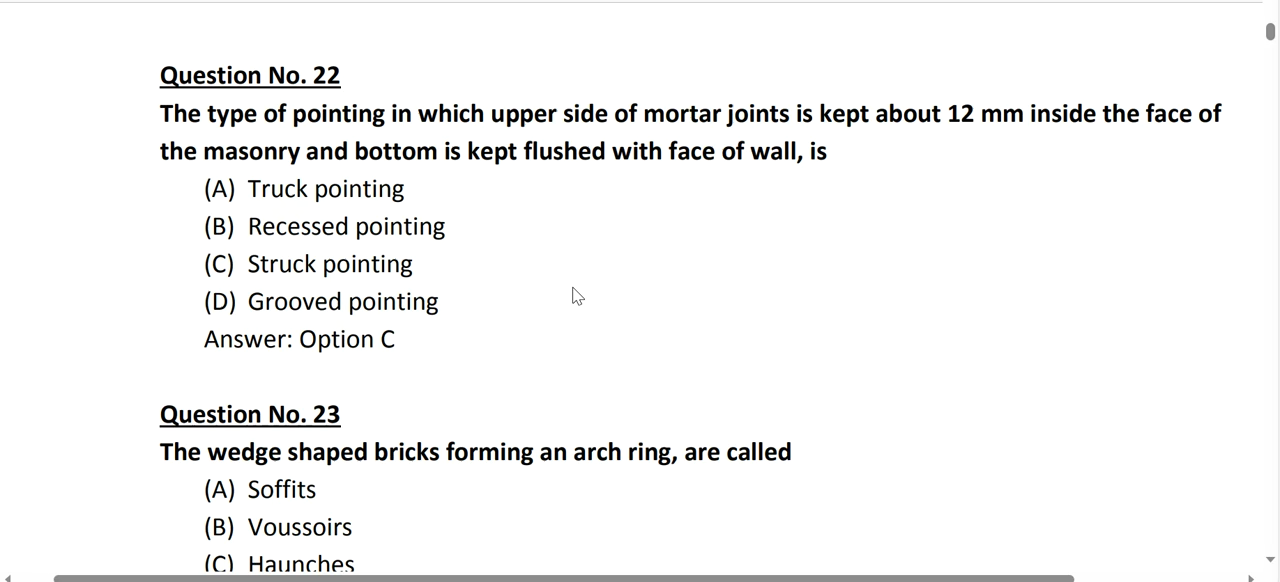 Question No. 22
The type of pointing in which upper side of mortar joints is kept about 12 mm inside the face of
the masonry and bottom is kept flushed with face of wall, is
(A) Truck pointing
(B) Recessed pointing
(C) Struck pointing
(D) Grooved pointing
Answer: Option C
Question No. 23
The wedge shaped bricks forming an arch ring, are called
(A) Soffits
(B) Voussoirs
(C) Haunches